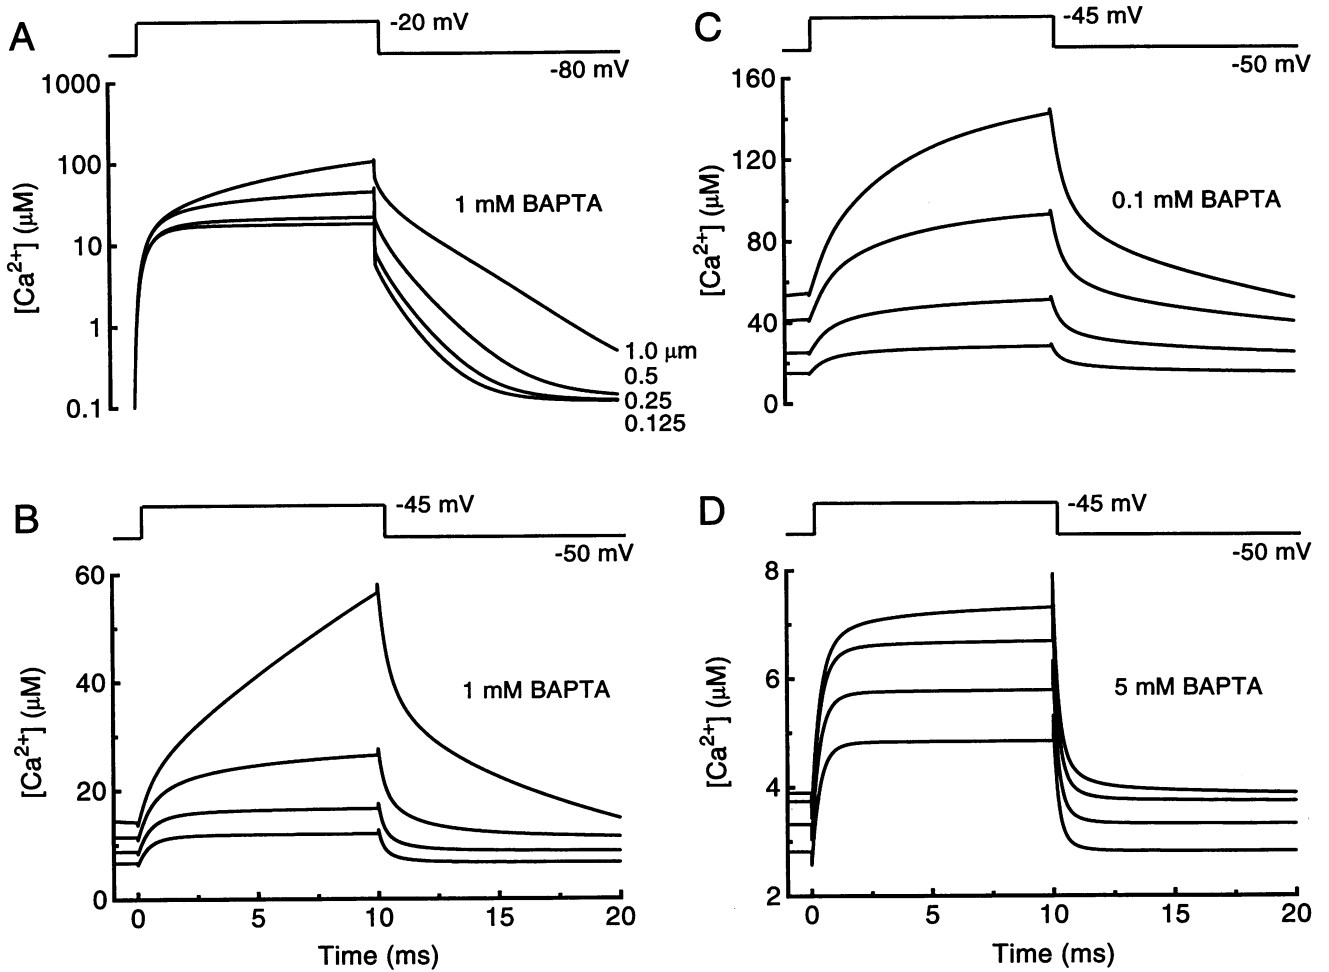 A
-20 mV
-80 mV
1000
100
10
1
0.1
[Ca2+] (μM)
1 mM BAPTA
1.0 μm
0.5
0.25
0.125
B
-45 mV
-50 mV
60
40
20
0
[Ca2+] (μM)
1 mM BAPTA
0 5 10 15 20
Time (ms)
C
-45 mV
-50 mV
160
120
80
40
0
[Ca2+] (μM)
0.1 mM BAPTA
D
-45 mV
-50 mV
8
6
4
2
[Ca2+] (μM)
5 mM BAPTA
0 5 10 15 20
Time (ms)